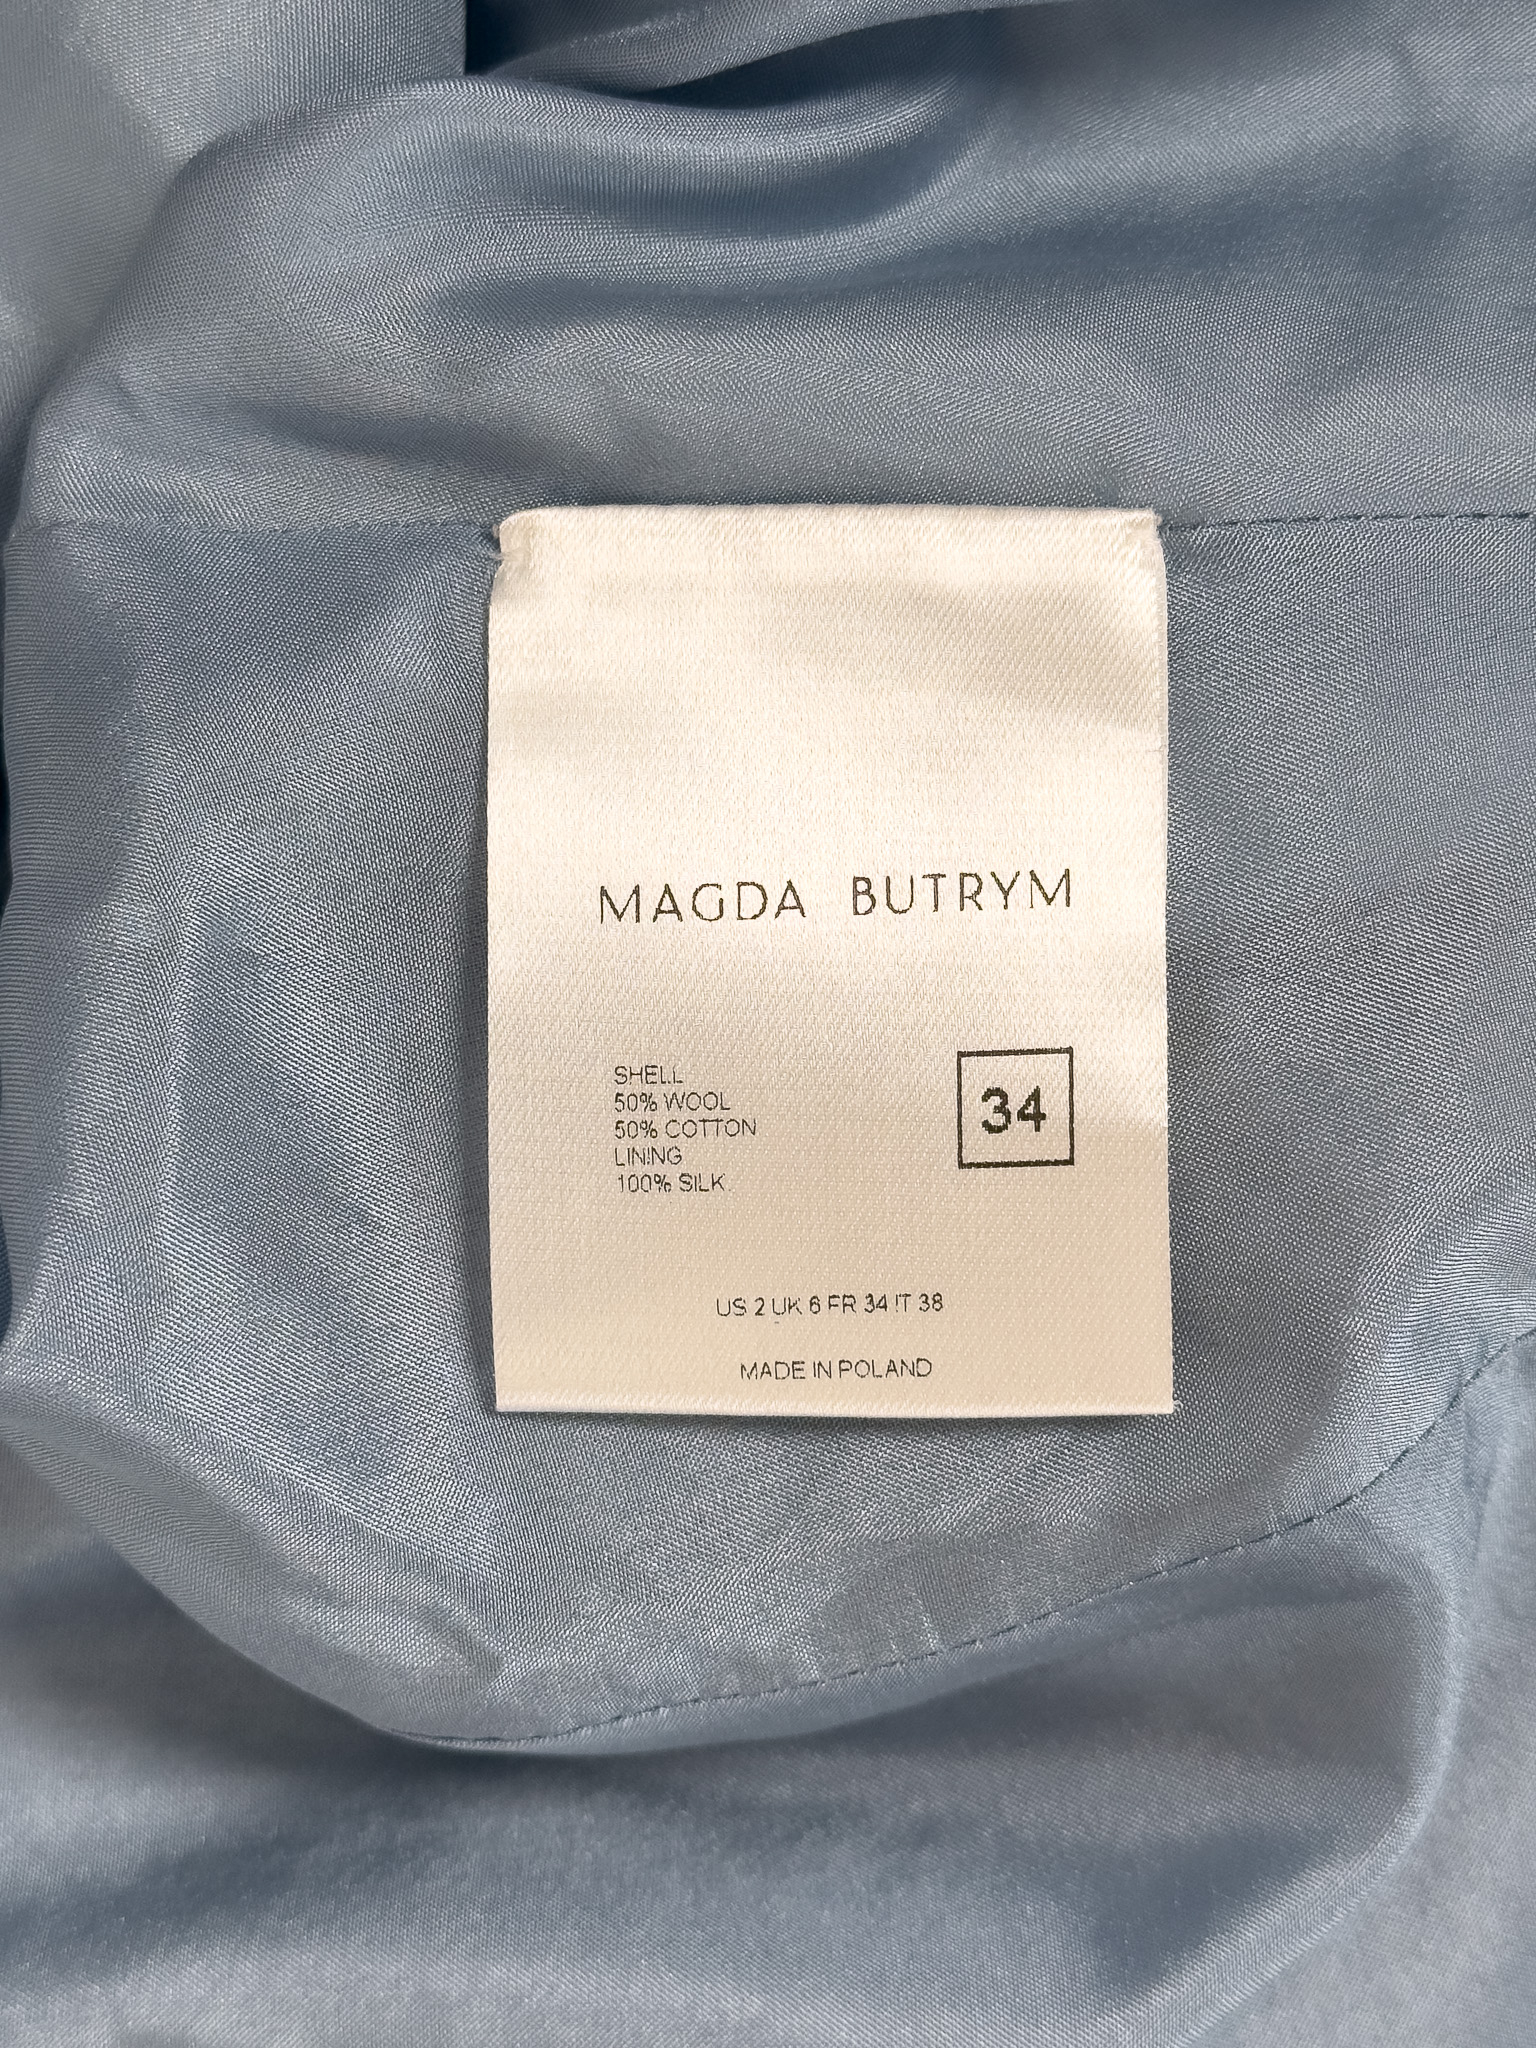 MAGDA BUTRYM
SHELL
50% WOOL
50% COTTON
LINING
100% SILK
34
US 2 UK 6 FR 34 IT 38
MADE IN POLAND